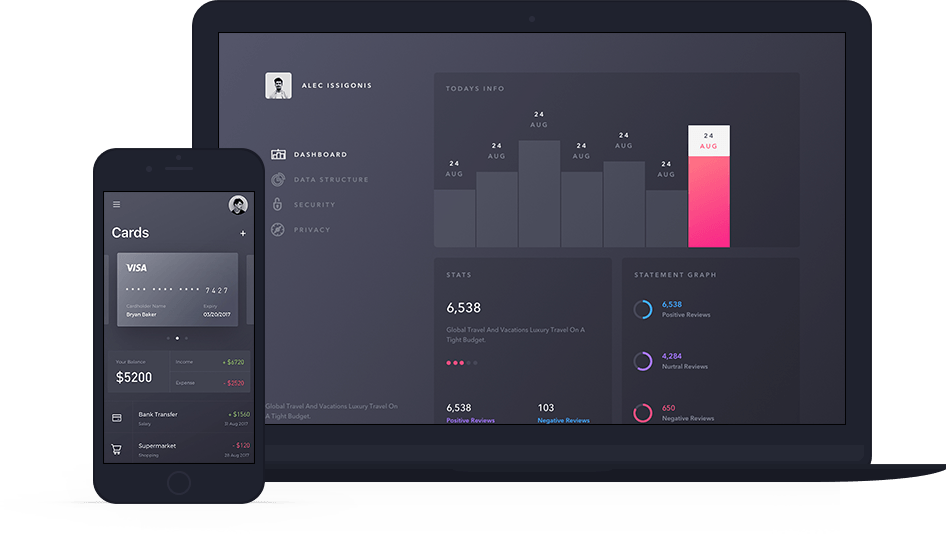 ALEC ISSIGONIS
DASHBOARD
DATA STRUCTURE
SECURITY
PRIVACY
Global Travel And Vacations Luxury Travel On
A Tight Budget.
TODAYS INFO
24
AUG
24
AUG
24
AUG
24
AUG
24
AUG
24
AUG
24
AUG
STATS
6,538
Global Travel And Vacations Luxury Travel On A
Tight Budget.
6,538
Positive Reviews
103
Negative Reviews
STATEMENT GRAPH
6,538
Positive Reviews
4,284
Nurtral Reviews
650
Negative Reviews
Cards
+
VISA
•••• •••• •••• 7427
Cardholder Name
Expiry
Bryan Baker
03/20/2017
Your Balance
$5200
Income
+ $6720
Expense
- $2520
Bank Transfer
+ $1560
Salary
31 Aug 2017
Supermarket
- $120
Shopping
29 Aug 2017